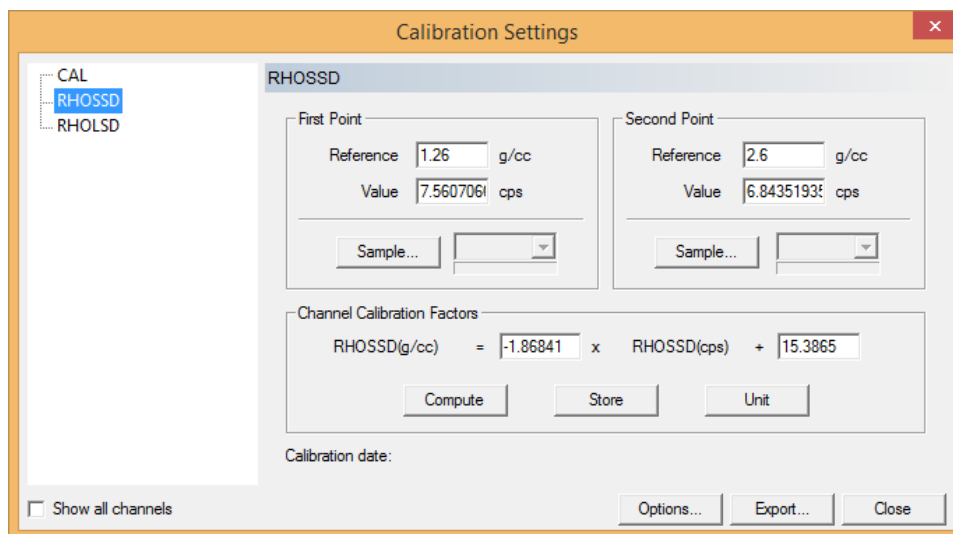 Calibration Settings
CAL
RHOSSD
RHOLSD
RHOSSD
First Point
Reference 1.26 g/cc
Value 7.5607066 cps
Sample...
Second Point
Reference 2.6 g/cc
Value 6.84351935 cps
Sample...
Channel Calibration Factors
RHOSSD(g/cc) = -1.86841 x RHOSSD(cps) + 15.3865
Compute Store Unit
Calibration date:
Show all channels
Options... Export... Close